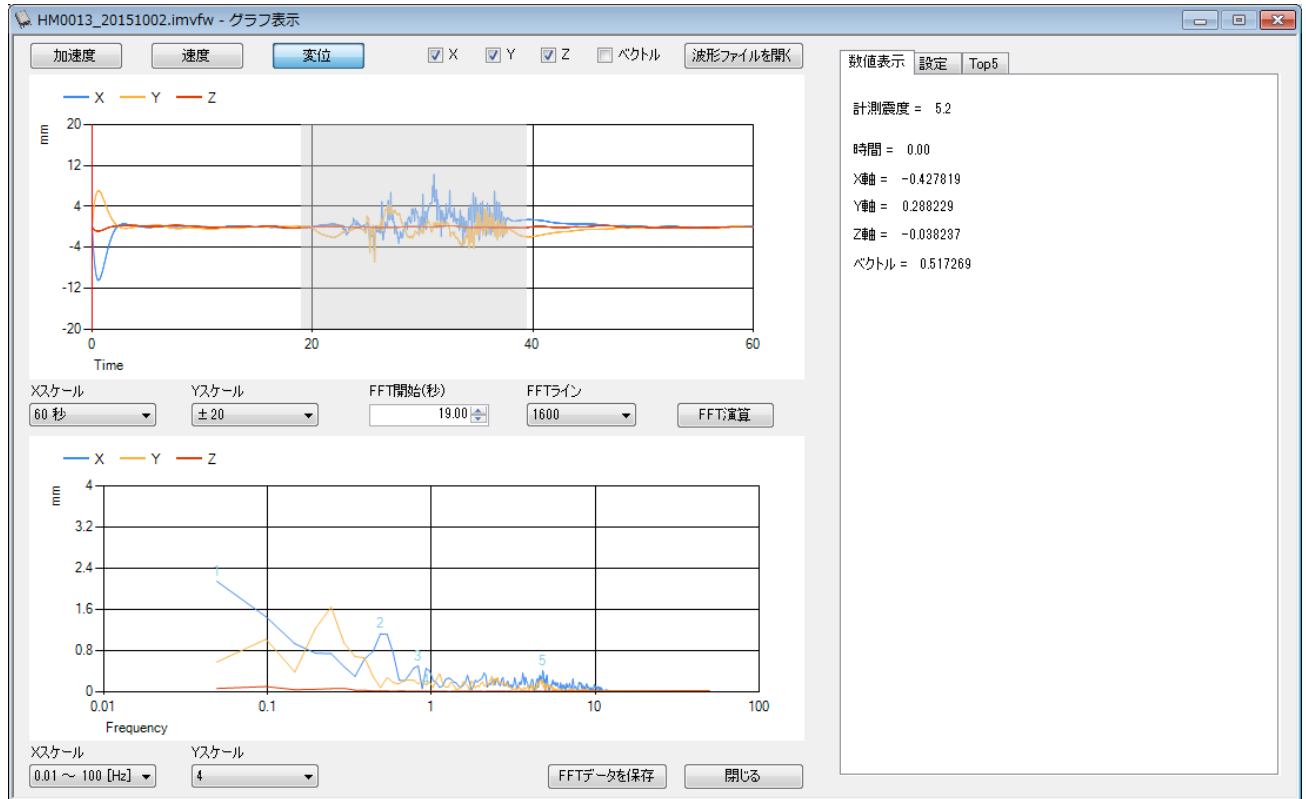 HM0013_20151002.imvfw - グラフ表示
加速度 速度 変位 X Y Z ベクトル 波形ファイルを開く
X Y Z
mm
20
12
4
-4
-12
-20
0 20 40 60
Time
Xスケール Yスケール FFT開始(秒) FFTライン
60 秒 ±20 19.00 1600 FFT演算
X Y Z
mm
4
3.2
2.4
1.6
0.8
0
1
2
3
5
0.01 0.1 1 10 100
Frequency
Xスケール Yスケール
0.01 ～ 100 [Hz] 4 FFTデータを保存 閉じる
数値表示 設定 Top5
計測震度 = 5.2
時間 = 0.00
X軸 = -0.427819
Y軸 = 0.288229
Z軸 = -0.038237
ベクトル = 0.517269